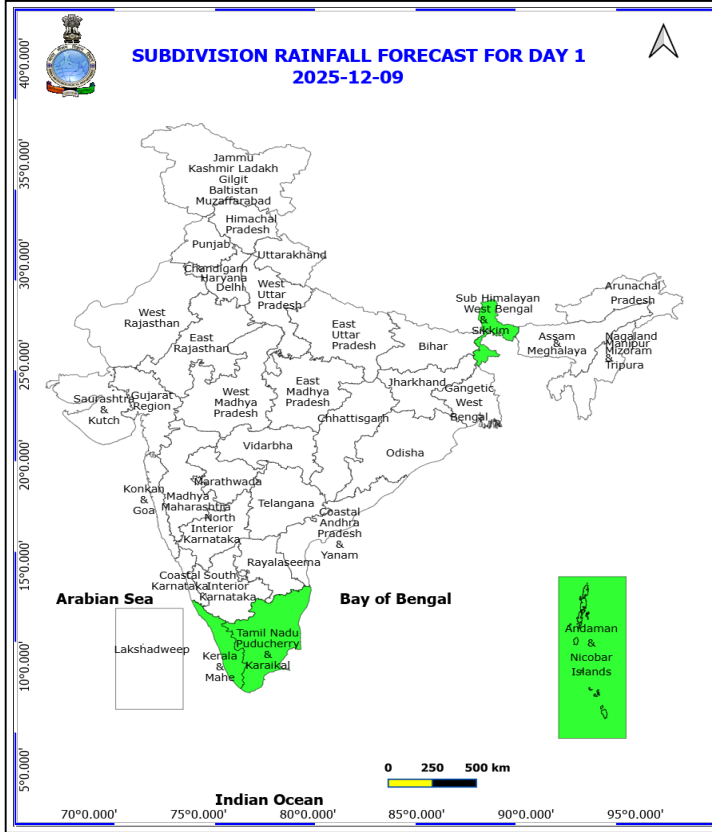 SUBDIVISION RAINFALL FORECAST FOR DAY 1
2025-12-09
40°0.000'
35°0.000'
30°0.000'
25°0.000'
20°0.000'
15°0.000'
10°0.000'
5°0.000'
Jammu
Kashmir Ladakh
Gilgit
Baltistan
Muzaffarabad
Himachal
Pradesh
Punjab
Uttarakhand
Chandigarh
Haryana
Delhi
West
Uttar
Pradesh
West
Rajasthan
East
Rajasthan
East
Uttar
Pradesh
Bihar
Sub Himalayan
West Bengal
&
Sikkim
Arunachal
Pradesh
Assam
&
Meghalaya
Nagaland
Manipur
Mizoram
&
Tripura
Saurashtra
&
Kutch
Gujarat
Region
West
Madhya
Pradesh
East
Madhya
Pradesh
Jharkhand
Gangetic
West
Bengal
Chhattisgarh
Vidarbha
Odisha
Konkan
&
Goa
Marathwada
Madhya
Maharashtra
North
Interior
Karnataka
Telangana
Coastal
Andhra
Pradesh
&
Yanam
Rayalaseema
Coastal
Karnataka
South
Interior
Karnataka
Arabian Sea
Bay of Bengal
Lakshadweep
Kerala
&
Mahe
Tamil Nadu
Puducherry
&
Karaikal
Andaman
&
Nicobar
Islands
0 250 500 km
Indian Ocean
70°0.000' 75°0.000' 80°0.000' 85°0.000' 90°0.000' 95°0.000'